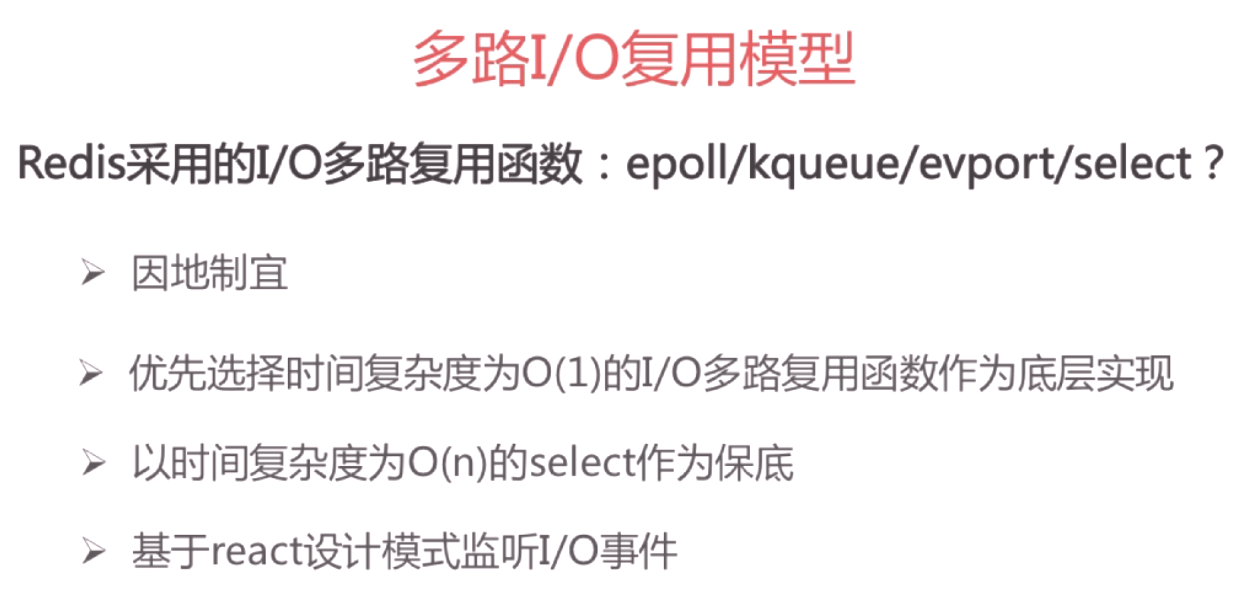 多路I/O复用模型
Redis采用的I/O多路复用函数：epoll/kqueue/evport/select？
因地制宜
优先选择时间复杂度为O(1)的I/O多路复用函数作为底层实现
以时间复杂度为O(n)的select作为保底
基于react设计模式监听I/O事件